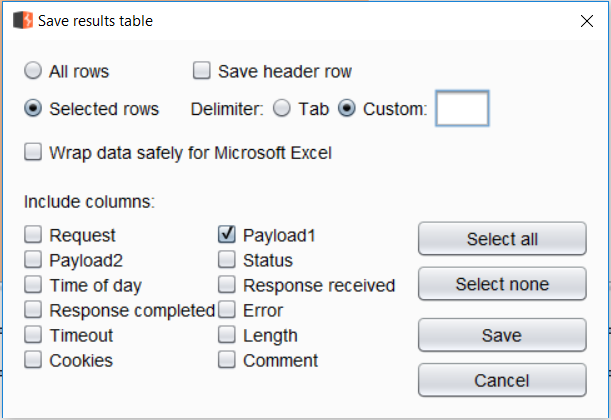 Save results table
All rows Save header row
Selected rows Delimiter: Tab Custom:
Wrap data safely for Microsoft Excel
Include columns:
Request Payload1 Select all
Payload2 Status
Time of day Response received Select none
Response completed Error
Timeout Length Save
Cookies Comment
Cancel